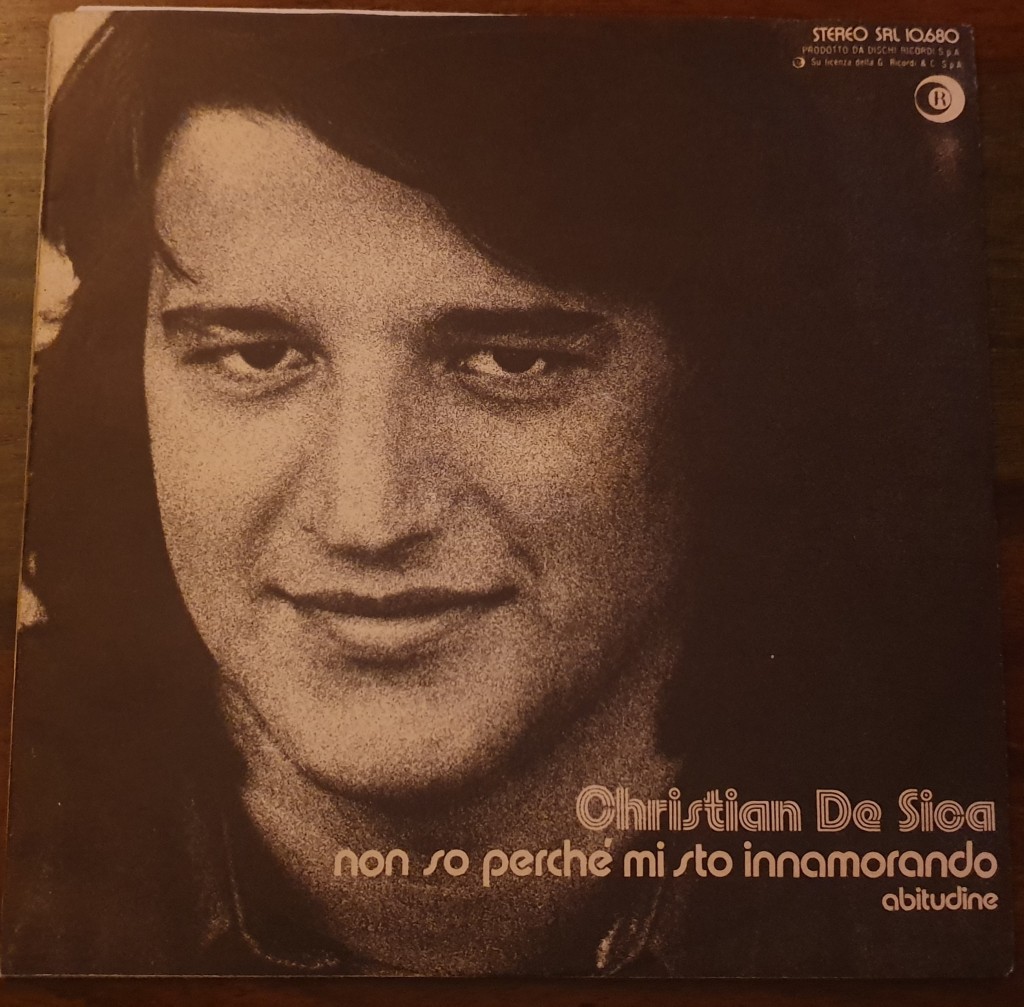 STEREO SRL 10.680
PRODOTTO DA DISCHI RICORDI S.p.A.
Su licenza della G. Ricordi & C. S.p.A.
R
Christian De Sica
non so perché mi sto innamorando
abitudine